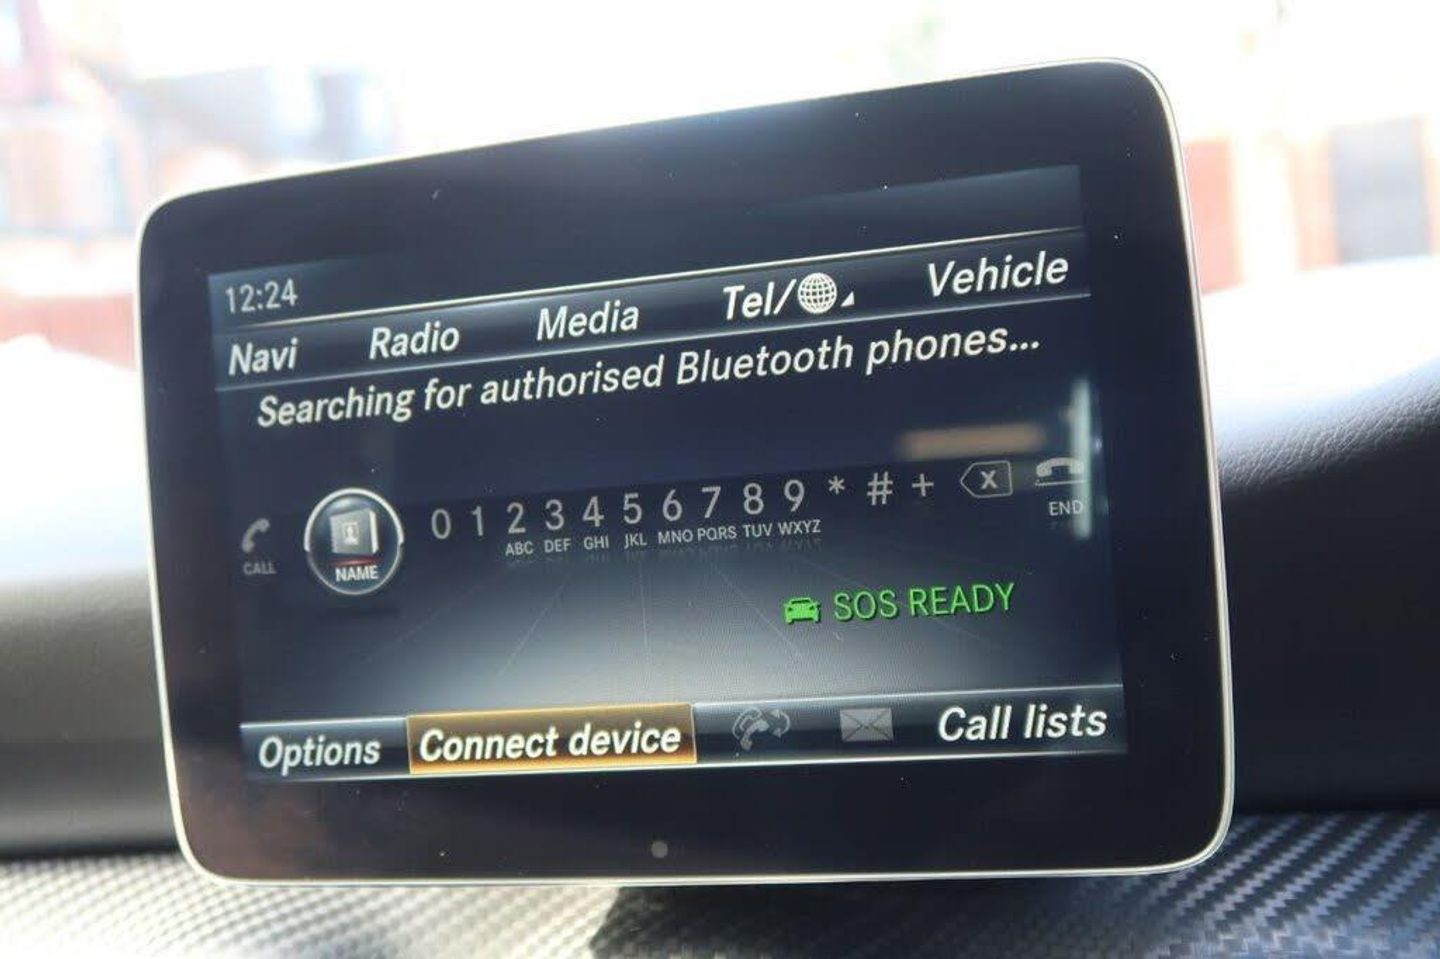 12:24
Navi Radio Media Tel/ Vehicle
Searching for authorised Bluetooth phones...
0 1 2 3 4 5 6 7 8 9 * # + X
ABC DEF GHI JKL MNO PQRS TUV WXYZ
CALL NAME END
SOS READY
Options Connect device Call lists